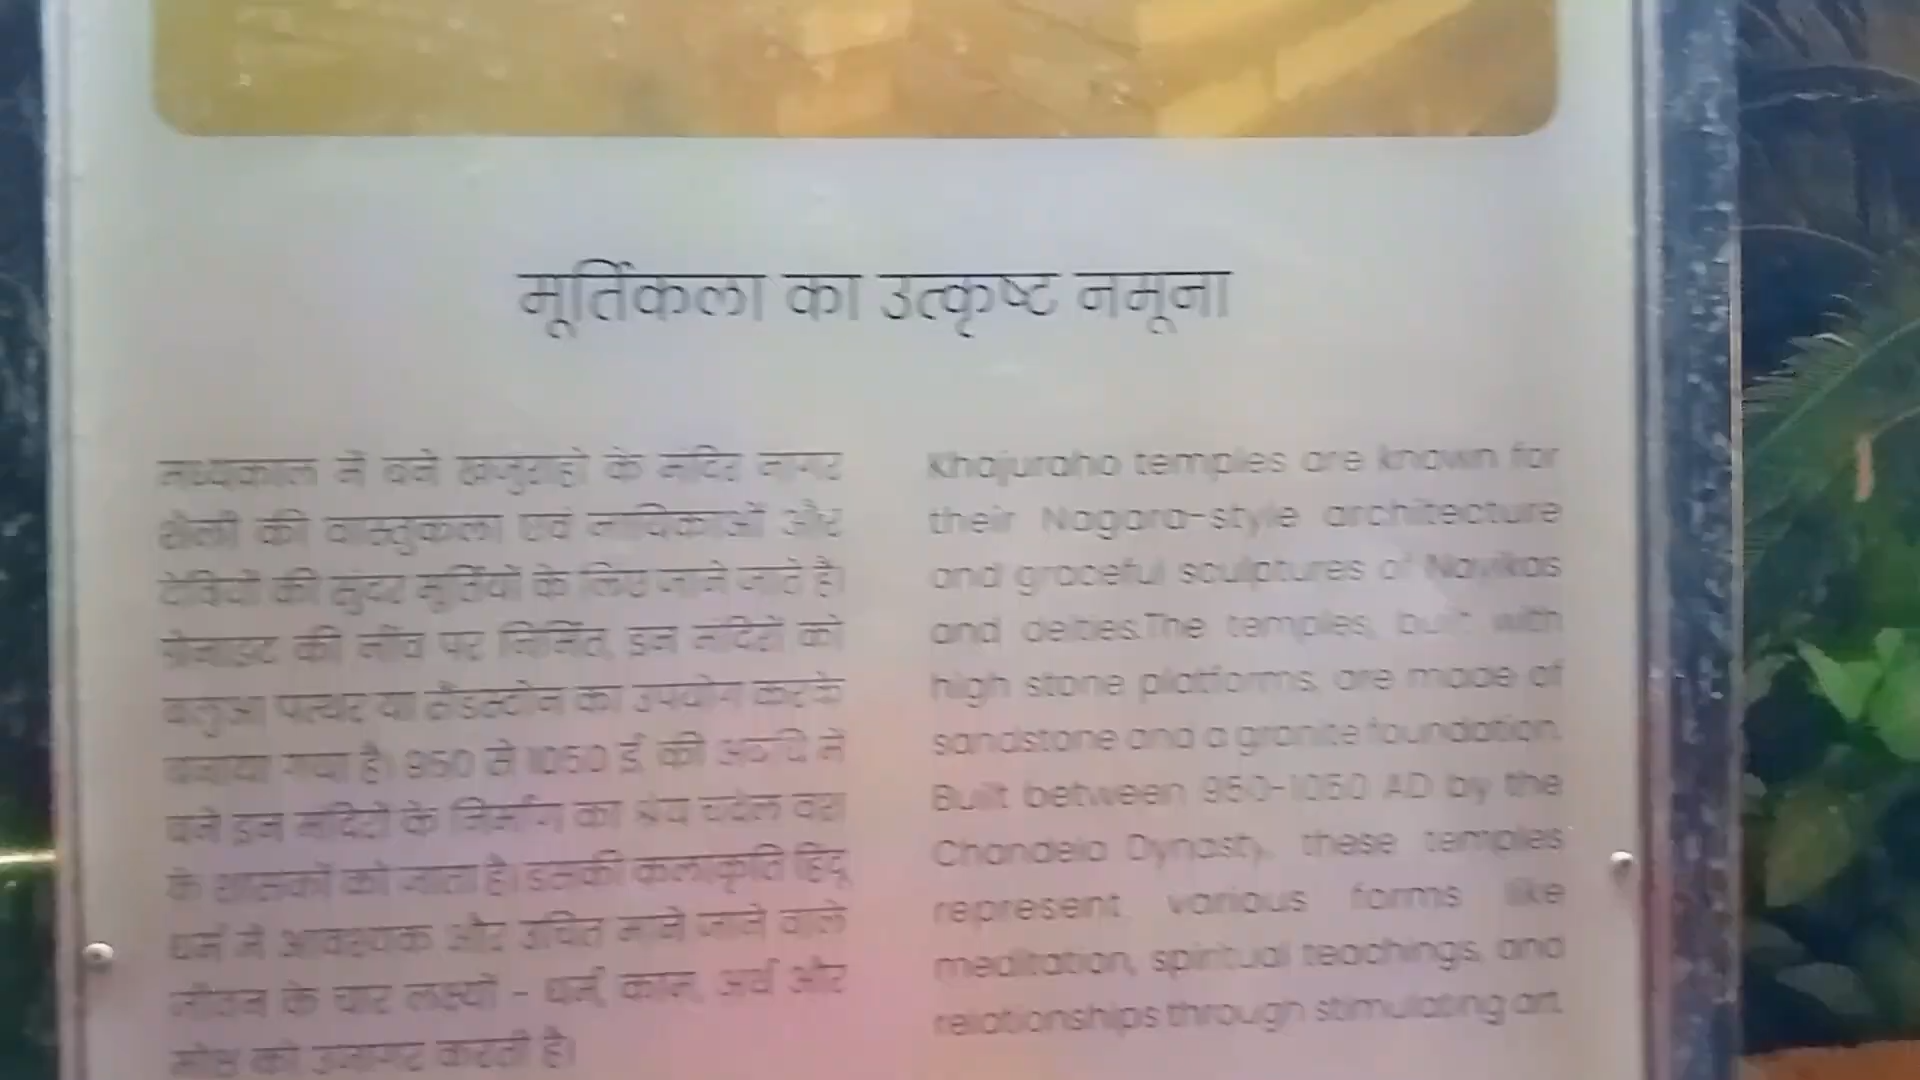 मूर्तिकला का उत्कृष्ट नमूना
मध्यकाल में बने खजुराहो के मंदिर नागर
शैली की वास्तुकला एवं नायिकाओं और
देवियों की सुंदर मूर्तियों के लिए जाने जाते है।
ग्रेनाइट की नींव पर निर्मित, इन मंदिरों को
बलुआ पत्थर या सैंडस्टोन का उपयोग करके
बनाया गया है। 950 से 1050 ई. की अवधि में
बने इन मंदिरों के निर्माण का श्रेय चंदेल वंश
के शासकों को जाता है। इसकी कलाकृति हिंदू
धर्म में आवश्यक और उचित माने जाने वाले
जीवन के चार लक्ष्यों - धर्म, काम, अर्थ और
मोक्ष को उजागर करती है।
Khajuraho temples are known for
their Nagara-style architecture
and graceful sculptures of Nayikas
and deities.The temples, built with
high stone platforms, are made of
sandstone and a granite foundation.
Built between 950-1050 AD by the
Chandela Dynasty, these temples
represent various forms like
meditation, spiritual teachings, and
relationships through stimulating art.